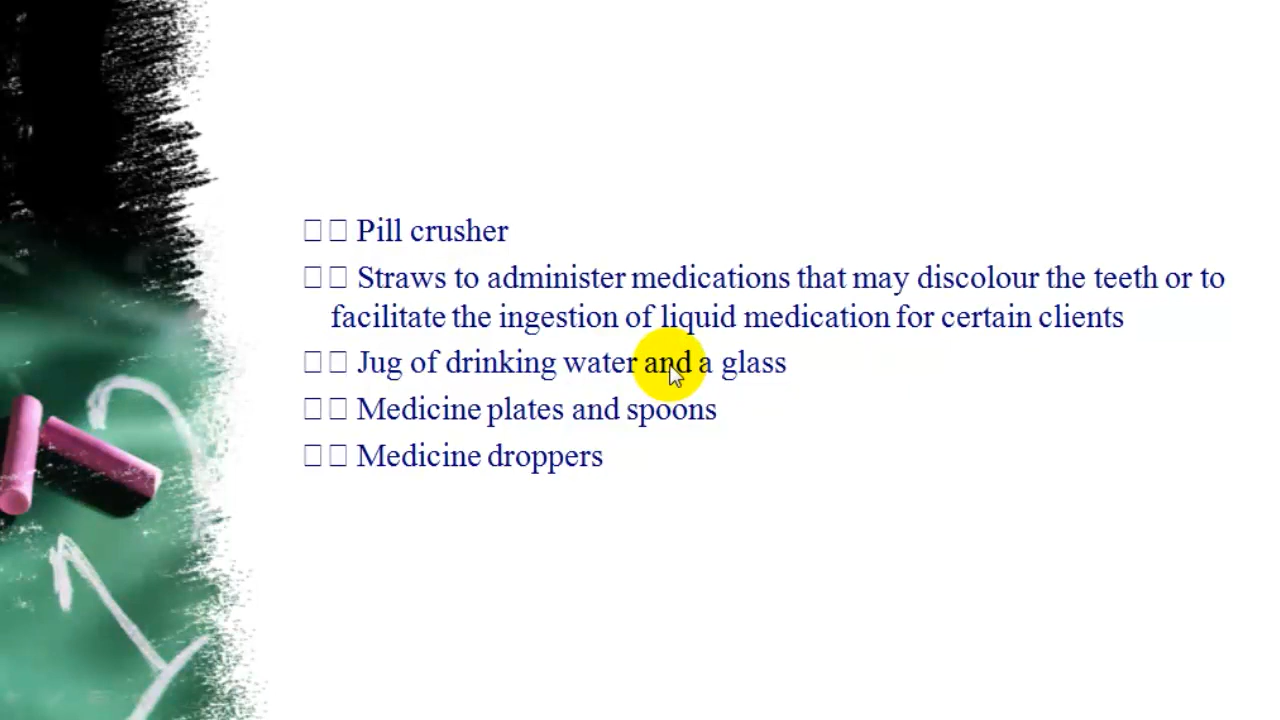 □□ Pill crusher
□□ Straws to administer medications that may discolour the teeth or to
facilitate the ingestion of liquid medication for certain clients
□□ Jug of drinking water and a glass
□□ Medicine plates and spoons
□□ Medicine droppers